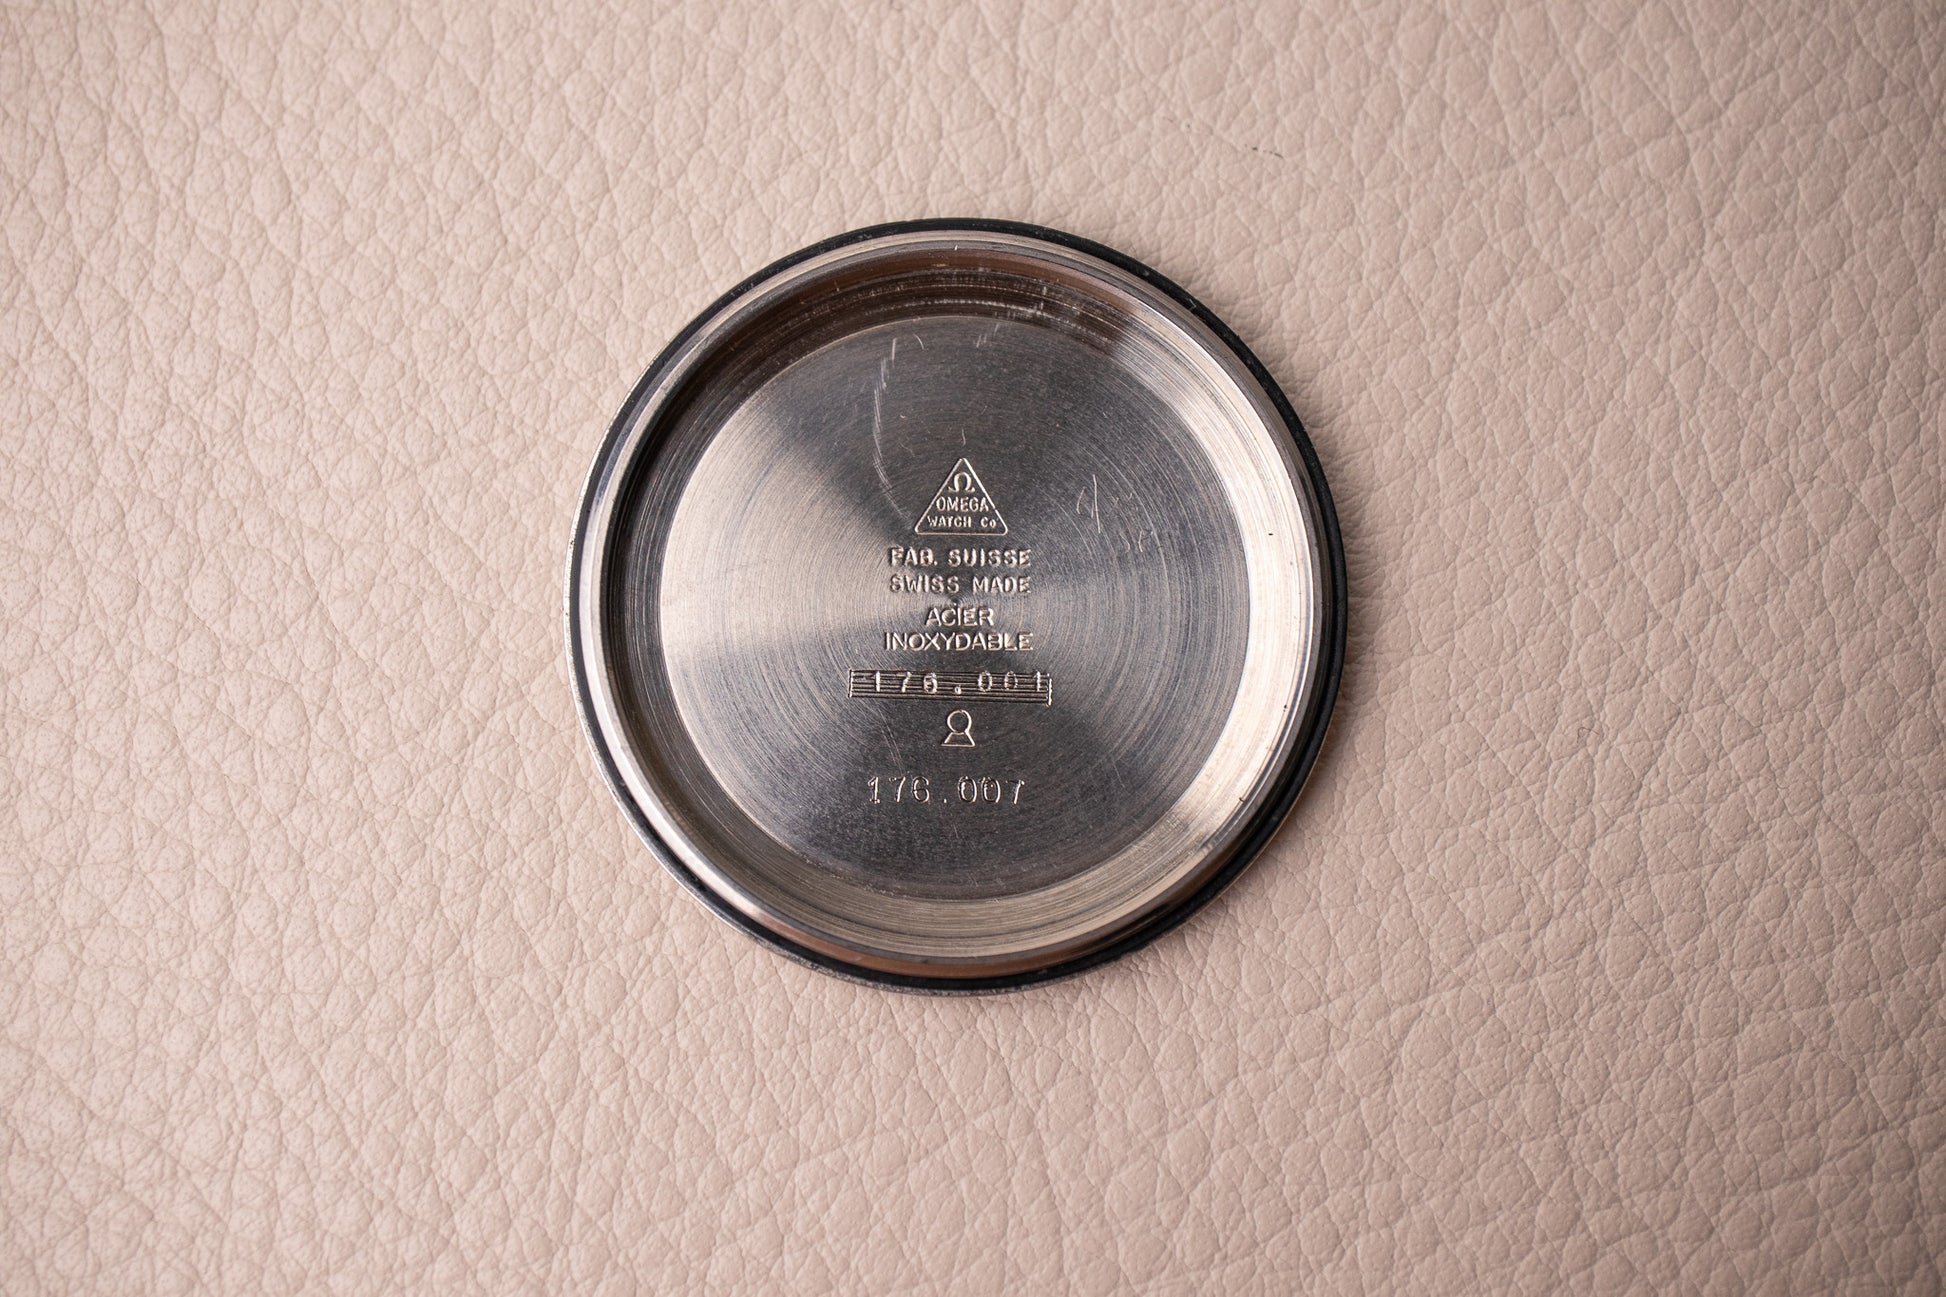 Ω
OMEGA
WATCH Co
FAB. SUISSE
SWISS MADE
ACIER
INOXYDABLE
176.001
176.007